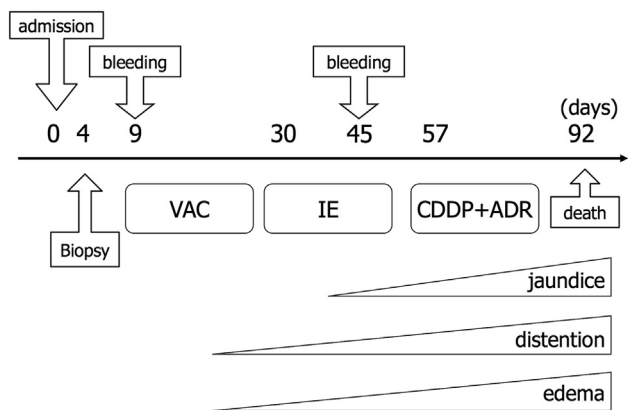 admission
bleeding
bleeding
(days)
0 4 9 30 45 57 92
VAC
IE
CDDP+ADR
death
Biopsy
jaundice
distention
edema